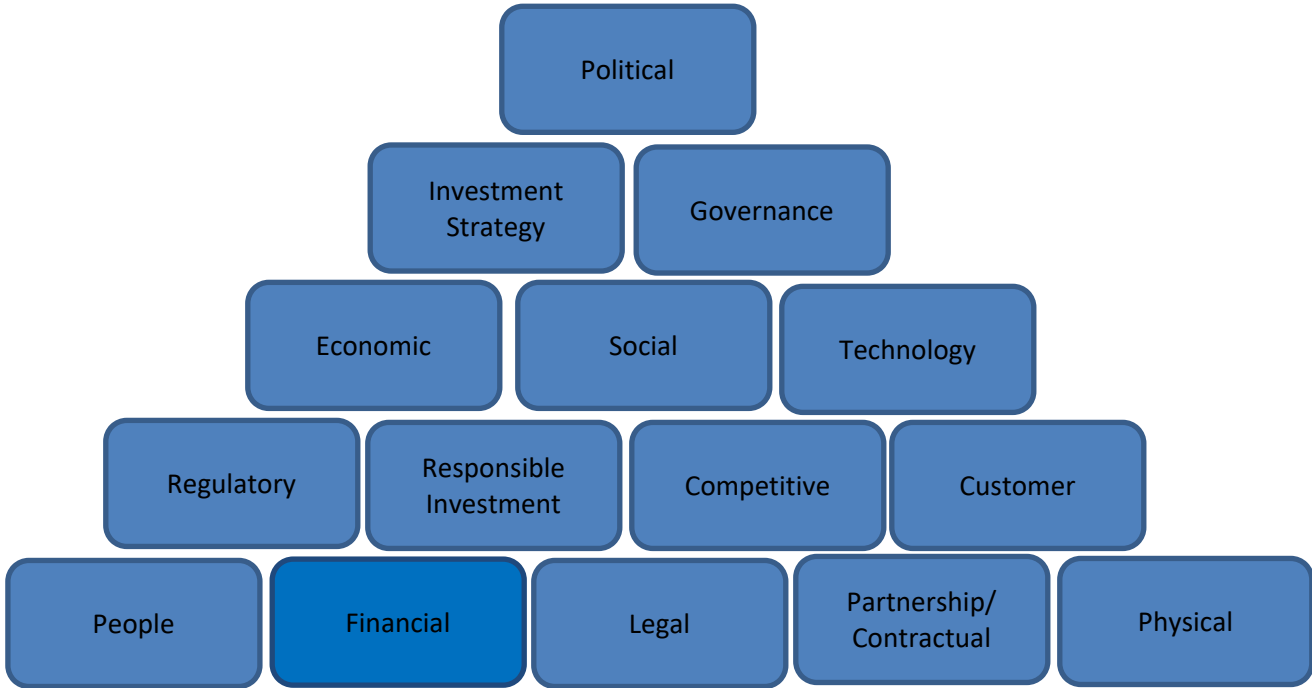 Political
Investment
Strategy
Governance
Economic
Social
Technology
Regulatory
Responsible
Investment
Competitive
Customer
People
Financial
Legal
Partnership/
Contractual
Physical